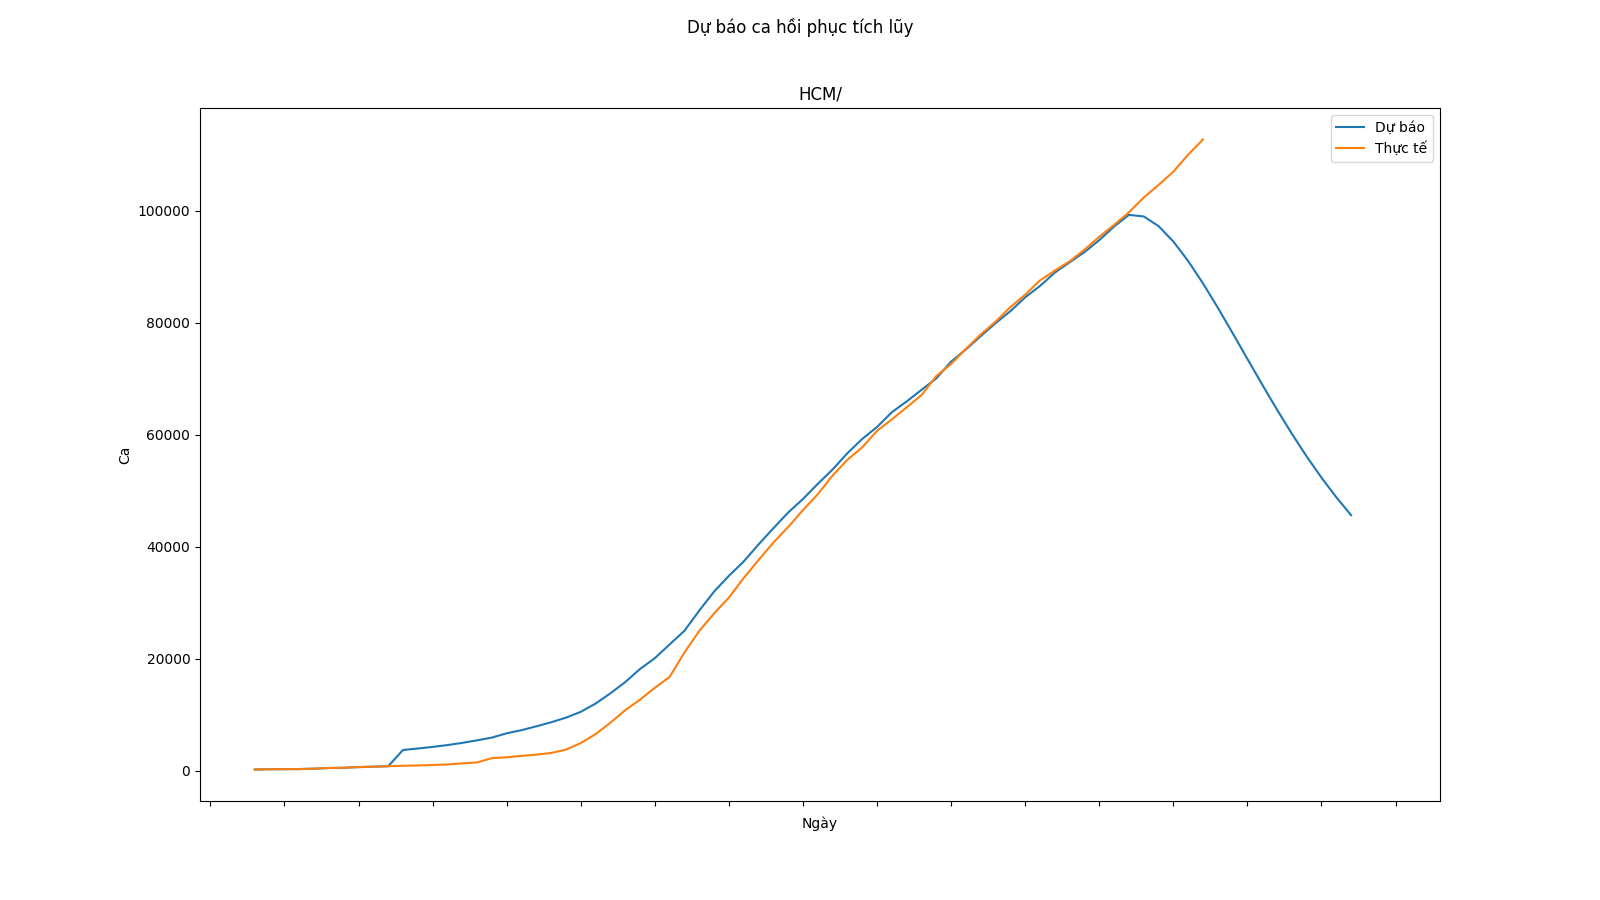 Dự báo ca hồi phục tích lũy
HCM/
Dự báo
Thực tế
100000
80000
60000
40000
20000
0
Ca
Ngày